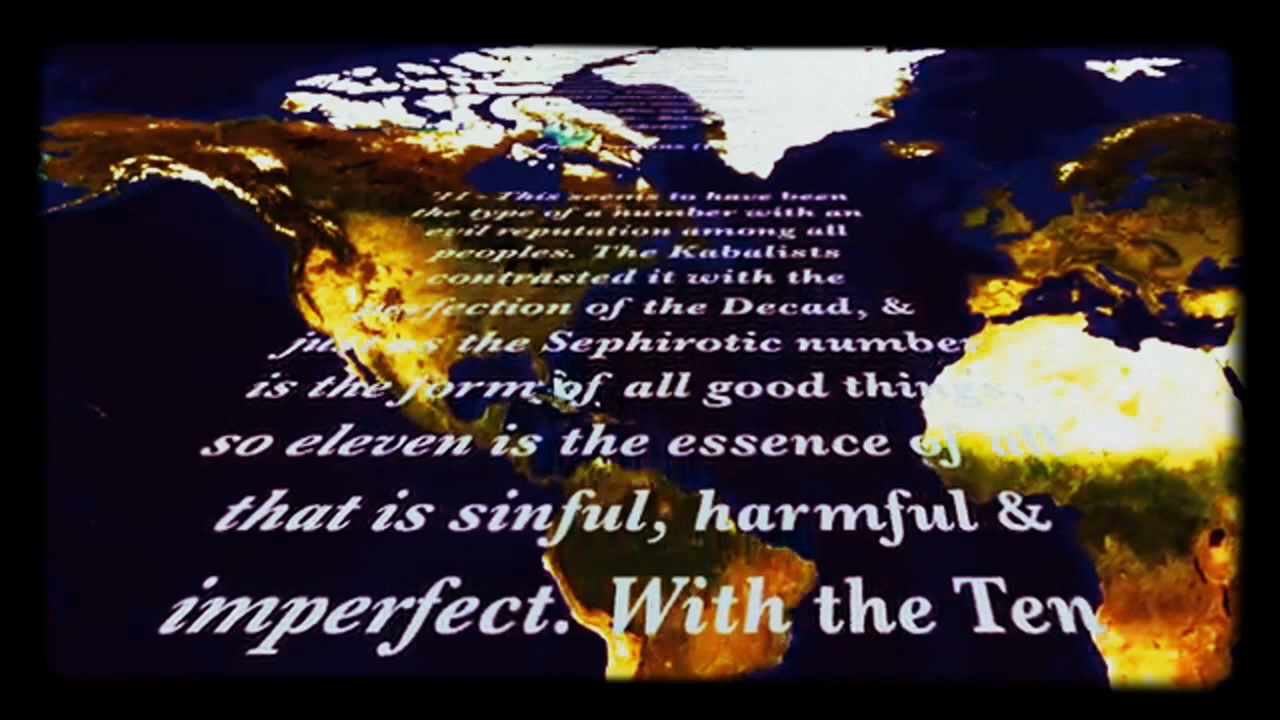 "11 - This seems to have been
the type of a number with an
evil reputation among all
peoples. The Kabalists
contrasted it with the
perfection of the Decad, &
just as the Sephirotic number
is the form of all good things,
so eleven is the essence of all
that is sinful, harmful &
imperfect. With the Ten